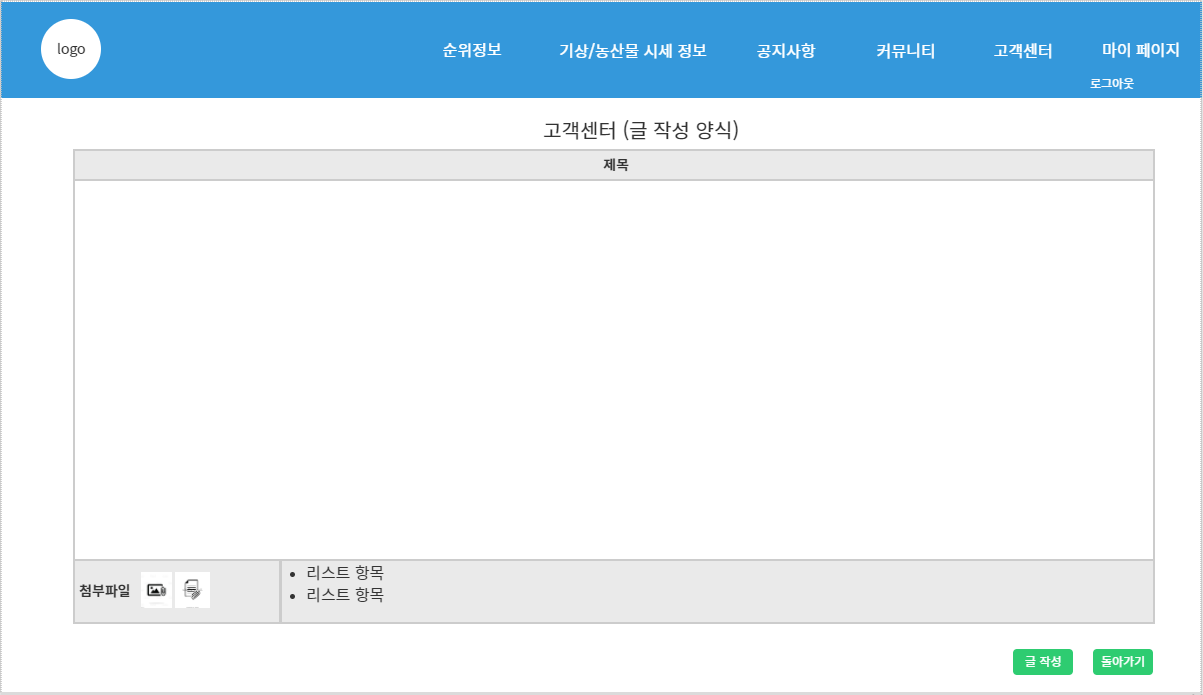 logo
순위정보 기상/농산물 시세 정보 공지사항 커뮤니티 고객센터 마이 페이지
로그아웃
고객센터 (글 작성 양식)
제목
첨부파일
리스트 항목
리스트 항목
글 작성 돌아가기